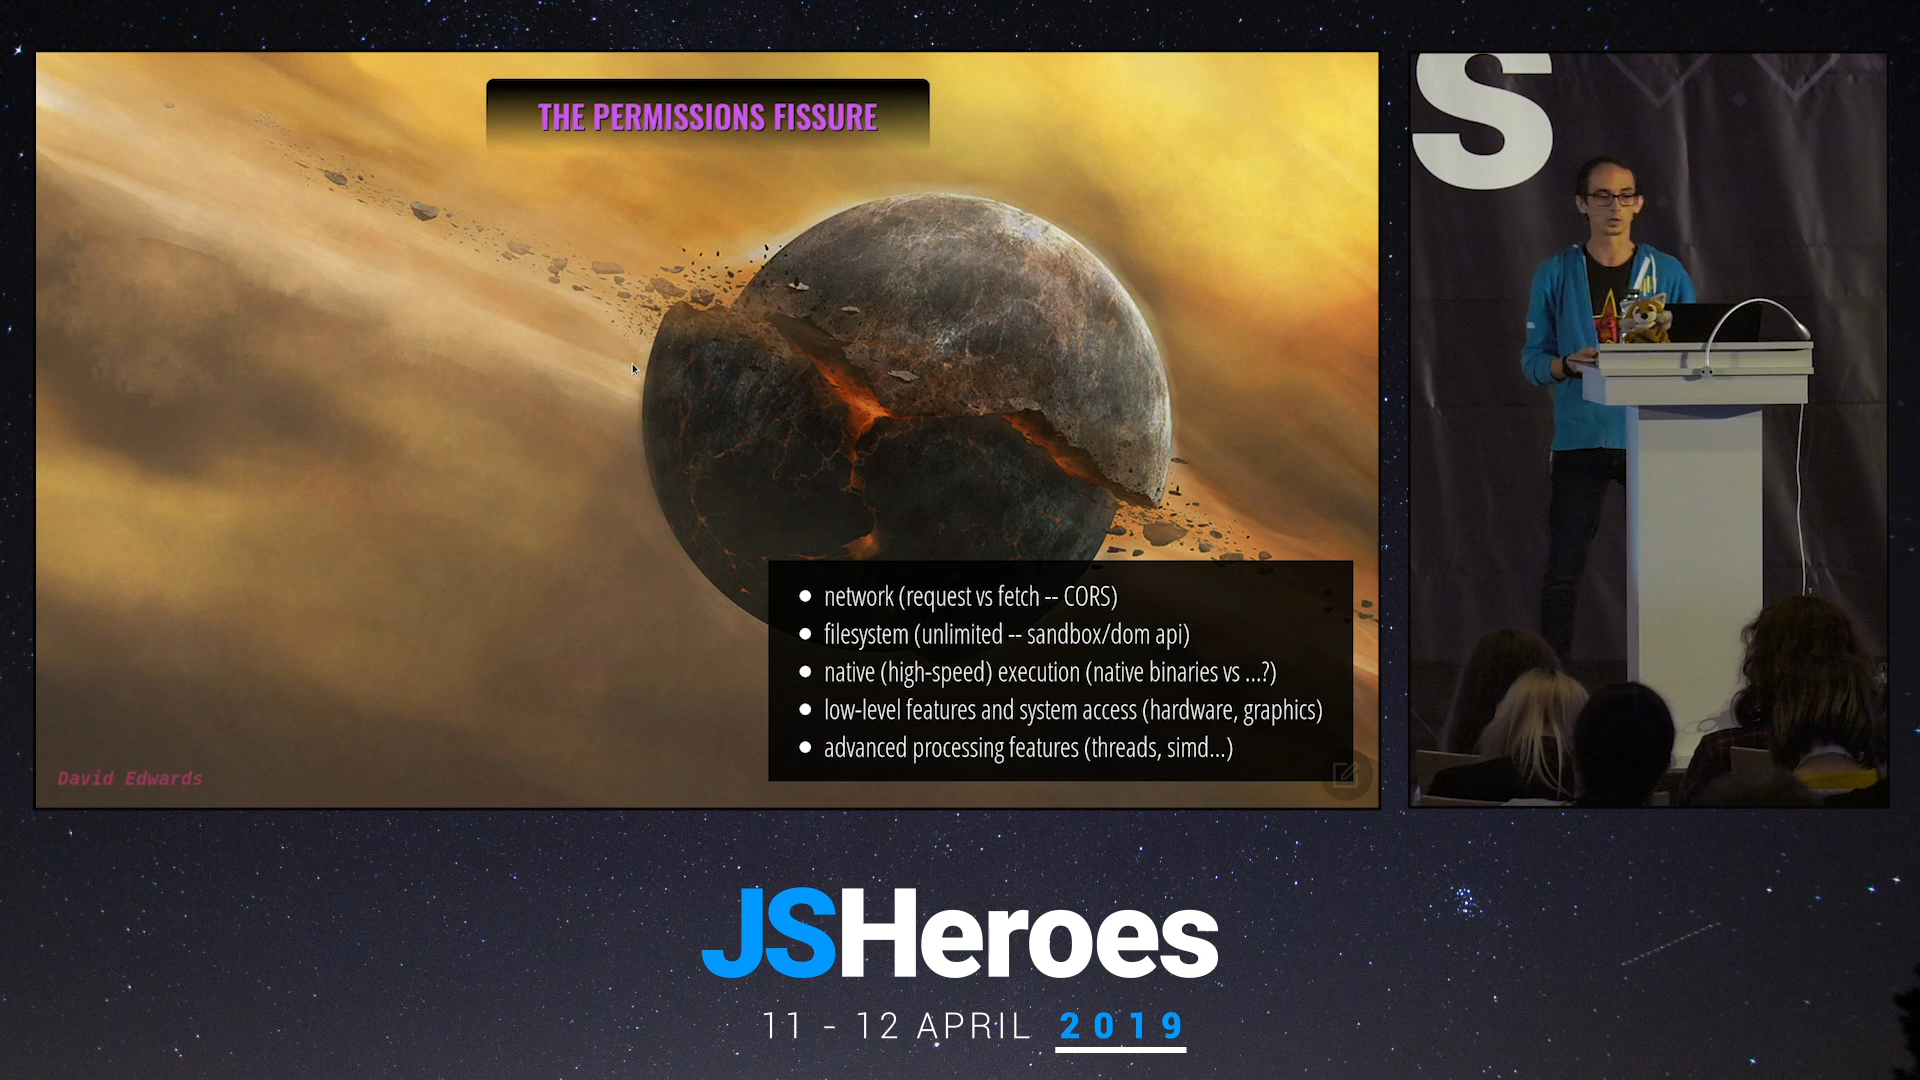 THE PERMISSIONS FISSURE
network (request vs fetch -- CORS)
filesystem (unlimited -- sandbox/dom api)
native (high-speed) execution (native binaries vs ...?)
low-level features and system access (hardware, graphics)
advanced processing features (threads, simd...)
David Edwards
S
JSHeroes
11 - 12 APRIL 2019